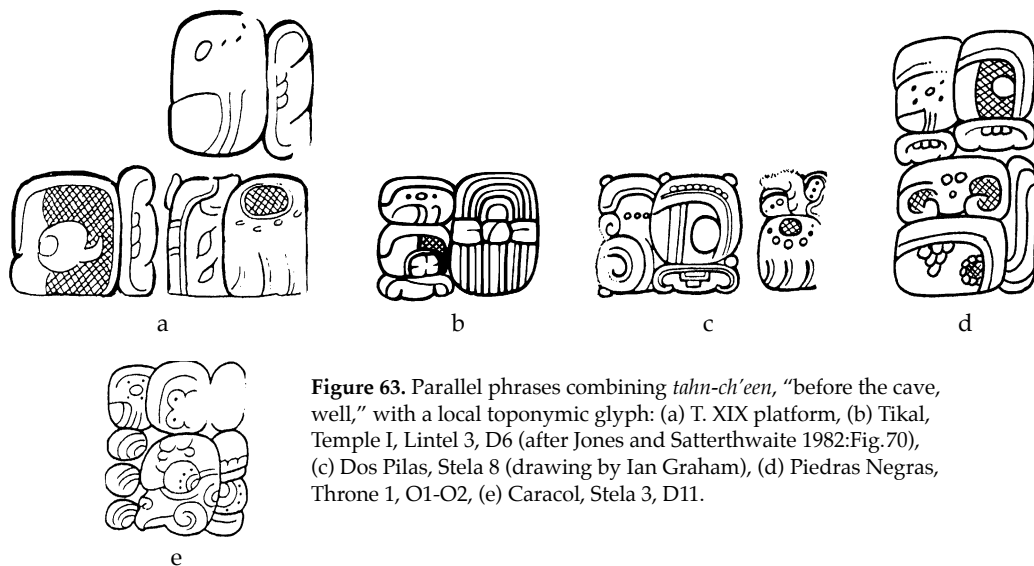 a
b
c
d
e
Figure 63. Parallel phrases combining tahn-ch'een, “before the cave,
well,” with a local toponymic glyph: (a) T. XIX platform, (b) Tikal,
Temple I, Lintel 3, D6 (after Jones and Satterthwaite 1982:Fig.70),
(c) Dos Pilas, Stela 8 (drawing by Ian Graham), (d) Piedras Negras,
Throne 1, O1-O2, (e) Caracol, Stela 3, D11.